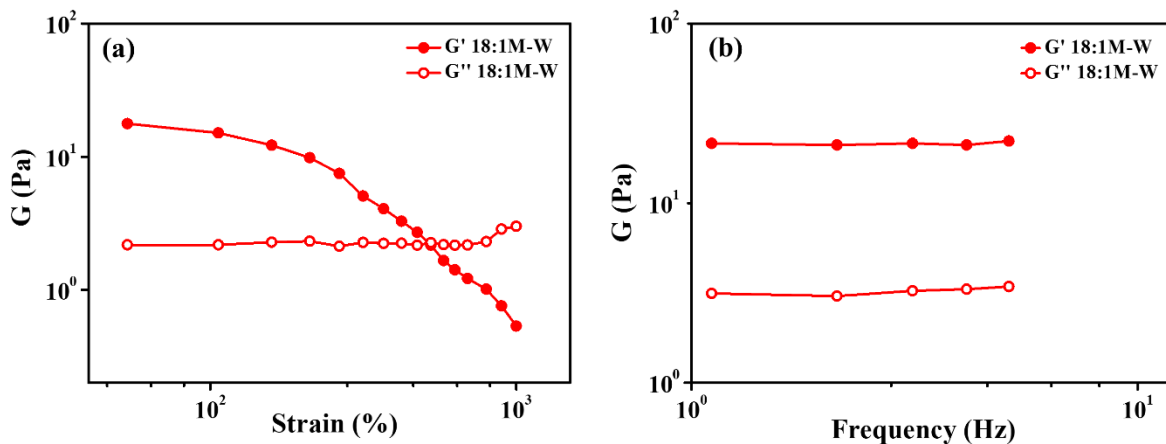 (a)
G' 18:1M-W
G'' 18:1M-W
G (Pa)
10²
10¹
10⁰
10²
10³
Strain (%)
(b)
G' 18:1M-W
G'' 18:1M-W
G (Pa)
10²
10¹
10⁰
10⁰
10¹
Frequency (Hz)